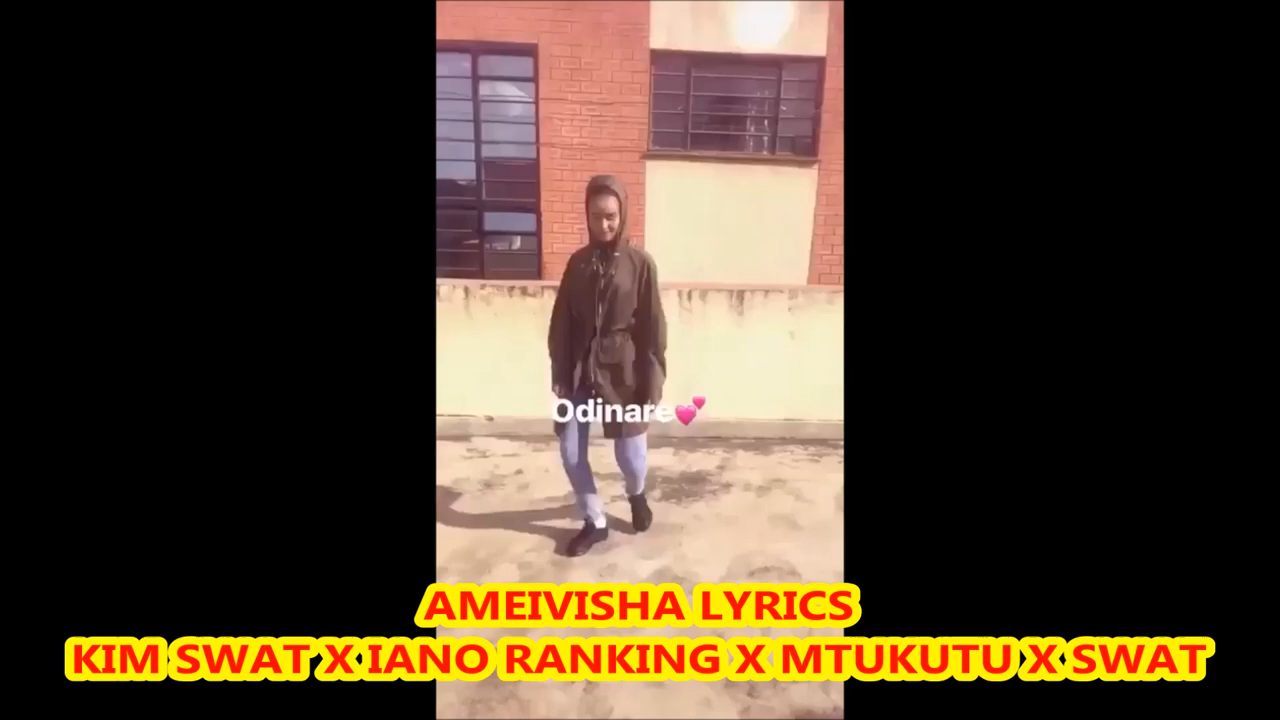 Odinare💕
AMEIVISHA LYRICS
KIM SWAT X IANO RANKING X MTUKUTU X SWAT